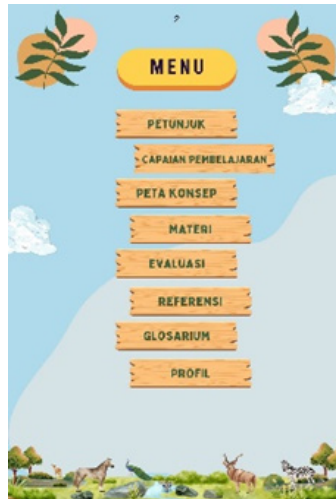 MENU
PETUNJUK
CAPAIAN PEMBELAJARAN
PETA KONSEP
MATERI
EVALUASI
REFERENSI
GLOSARIUM
PROFIL